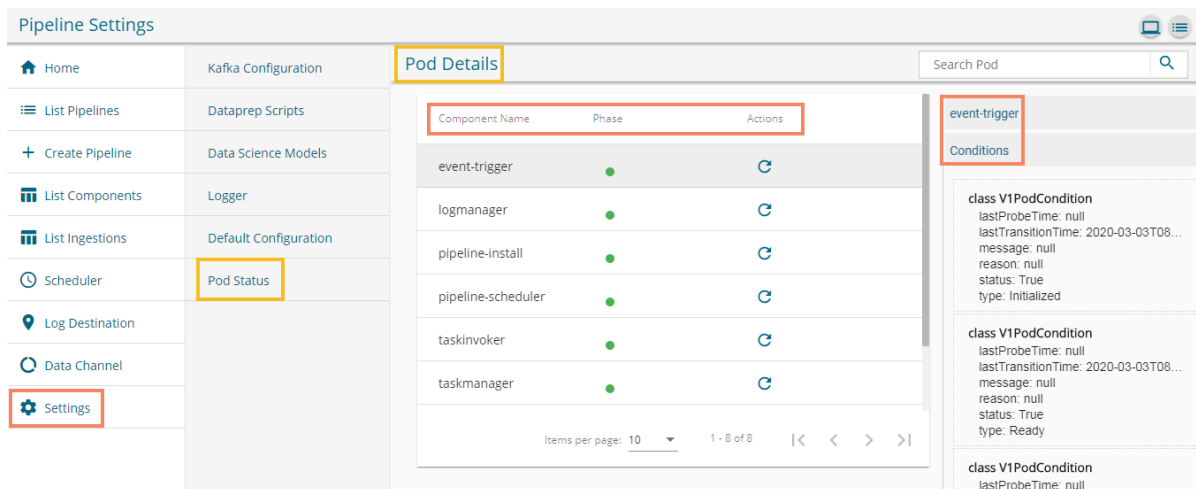 Pipeline Settings
Home
List Pipelines
Create Pipeline
List Components
List Ingestions
Scheduler
Log Destination
Data Channel
Settings
Kafka Configuration
Dataprep Scripts
Data Science Models
Logger
Default Configuration
Pod Status
Pod Details
Search Pod
Component Name Phase Actions
event-trigger
logmanager
pipeline-install
pipeline-scheduler
taskinvoker
taskmanager
Items per page: 10 1 - 8 of 8
event-trigger
Conditions
class V1PodCondition
lastProbeTime: null
lastTransitionTime: 2020-03-03T08...
message: null
reason: null
status: True
type: Initialized
class V1PodCondition
lastProbeTime: null
lastTransitionTime: 2020-03-03T08...
message: null
reason: null
status: True
type: Ready
class V1PodCondition
lastProbeTime: null